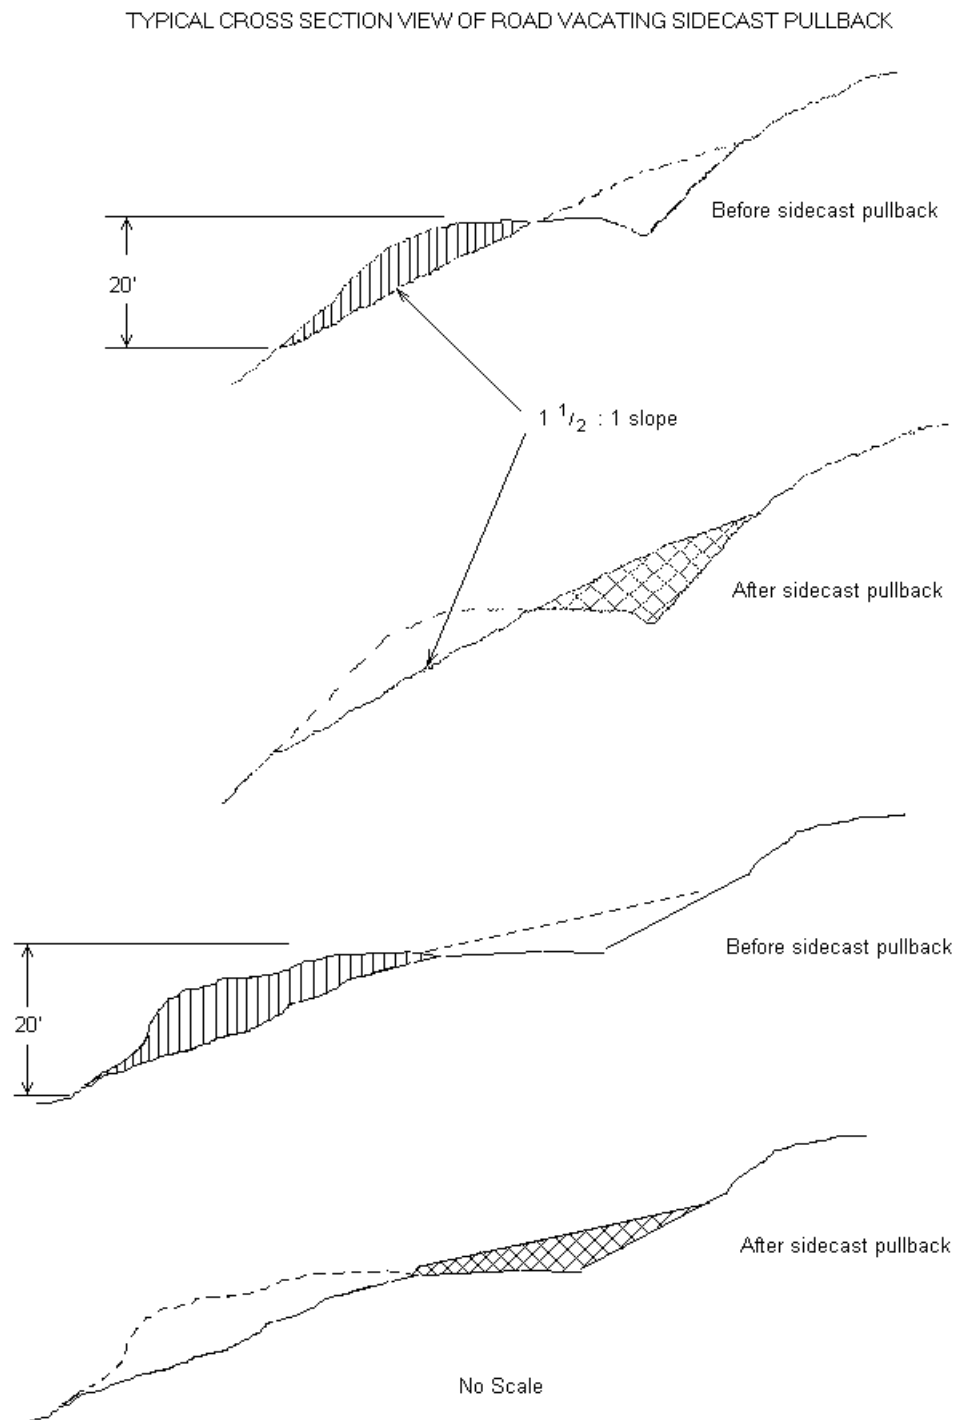 TYPICAL CROSS SECTION VIEW OF ROAD VACATING SIDECAST PULLBACK
Before sidecast pullback
20'
1 1/2 : 1 slope
After sidecast pullback
Before sidecast pullback
20'
After sidecast pullback
No Scale